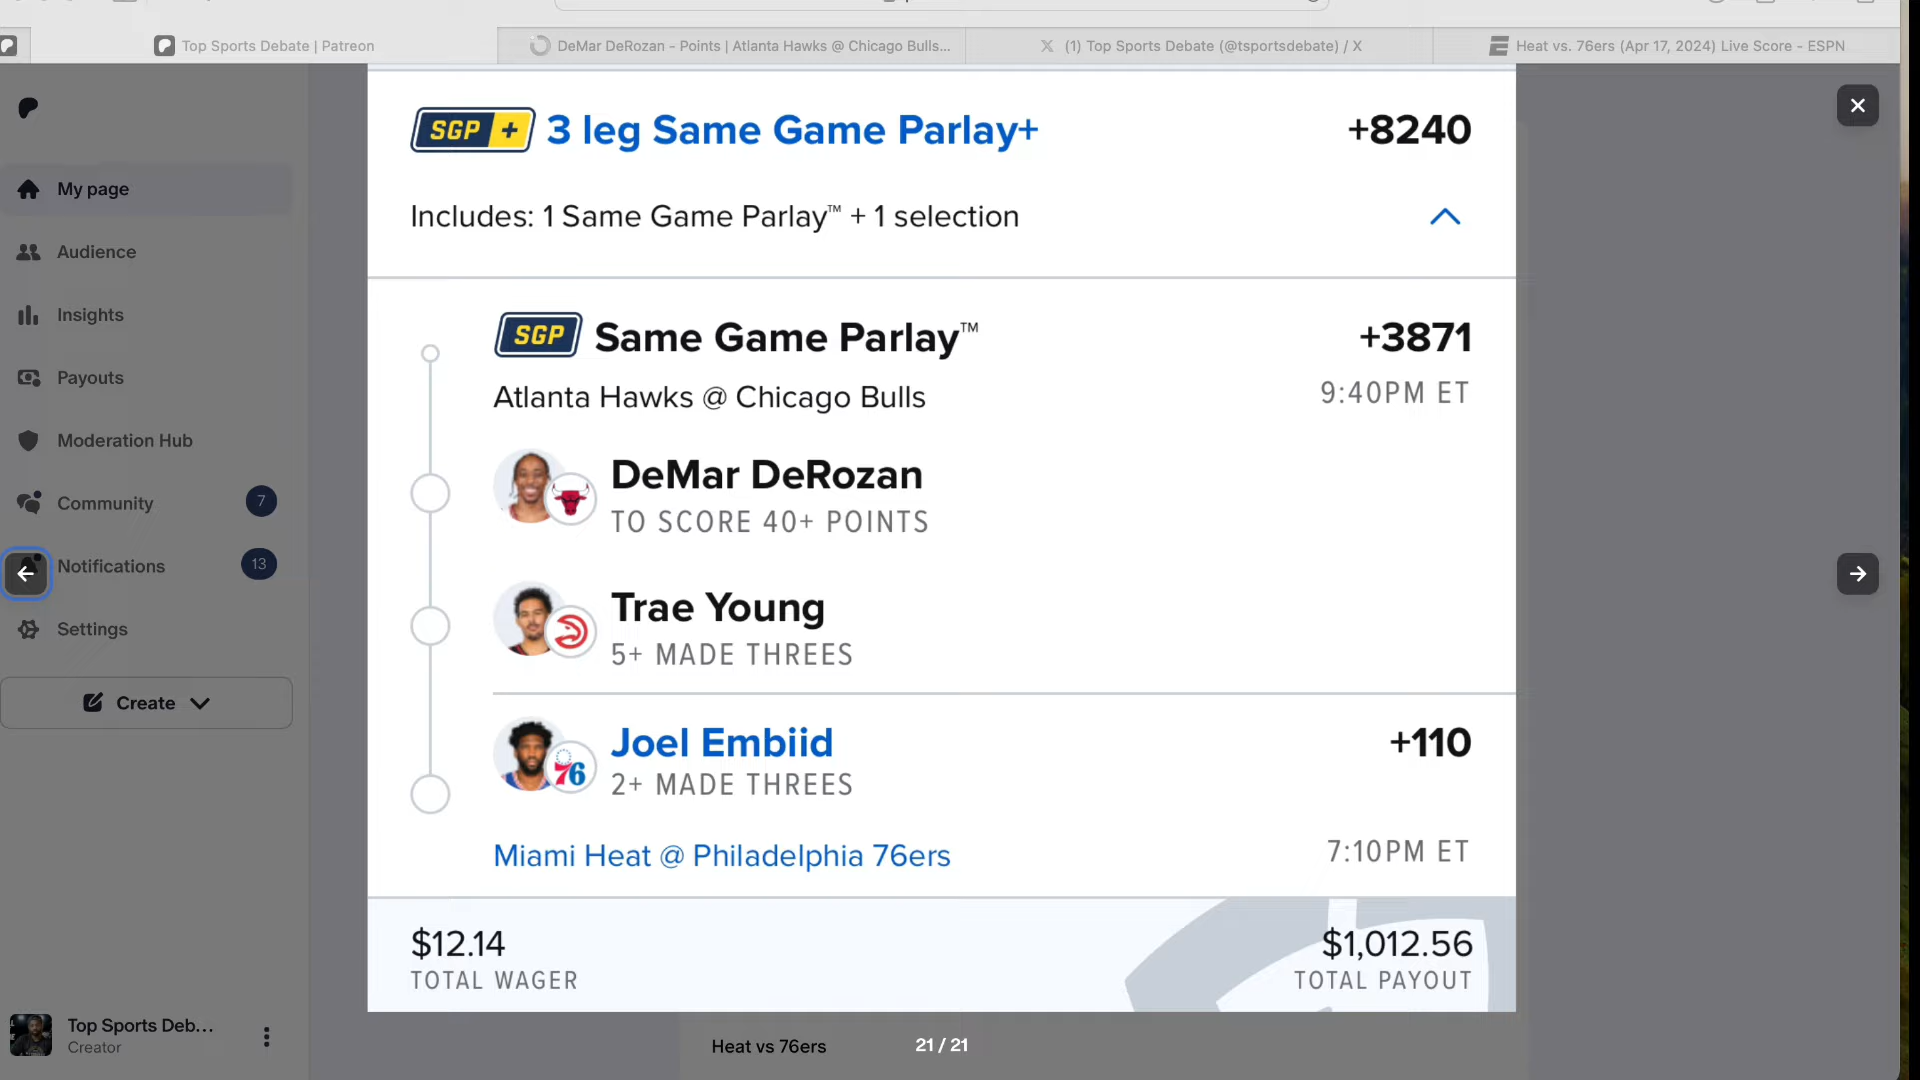 Top Sports Debate | Patreon
DeMar DeRozan - Points | Atlanta Hawks @ Chicago Bulls...
(1) Top Sports Debate (@tsportsdebate) / X
Heat vs. 76ers (Apr 17, 2024) Live Score - ESPN
My page
Audience
Insights
Payouts
Moderation Hub
Community
7
Notifications
13
Settings
Create
Top Sports Deb...
Creator
SGP + 3 leg Same Game Parlay+
+8240
Includes: 1 Same Game Parlay™ + 1 selection
SGP Same Game Parlay™
+3871
Atlanta Hawks @ Chicago Bulls
9:40PM ET
DeMar DeRozan
TO SCORE 40+ POINTS
Trae Young
5+ MADE THREES
Joel Embiid
+110
76
2+ MADE THREES
Miami Heat @ Philadelphia 76ers
7:10PM ET
$12.14
TOTAL WAGER
$1,012.56
TOTAL PAYOUT
Heat vs 76ers
21 / 21